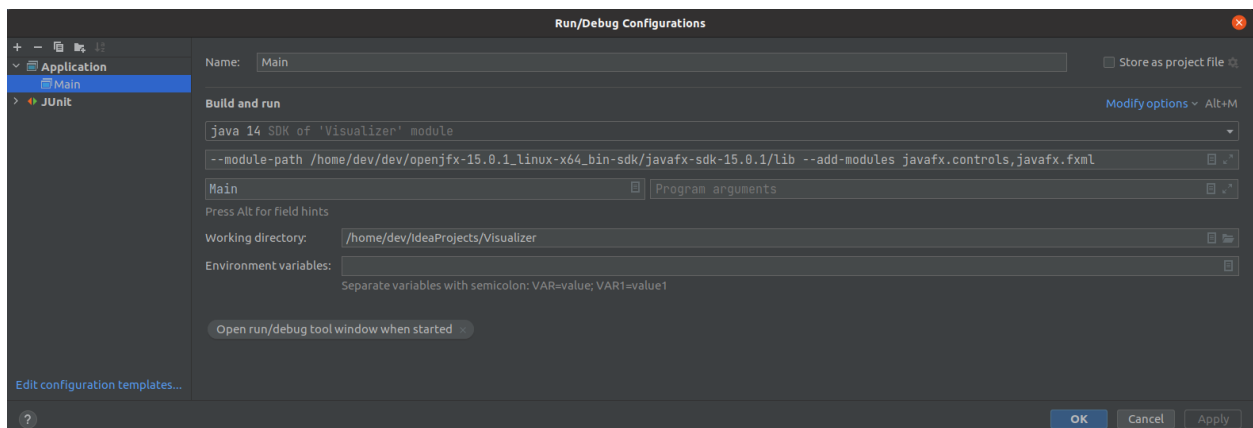 Run/Debug Configurations
Application
Main
JUnit
Edit configuration templates...
Name: Main
Store as project file
Build and run
Modify options Alt+M
java 14 SDK of 'Visualizer' module
--module-path /home/dev/dev/openjfx-15.0.1_linux-x64_bin-sdk/javafx-sdk-15.0.1/lib --add-modules javafx.controls,javafx.fxml
Main Program arguments
Press Alt for field hints
Working directory: /home/dev/IdeaProjects/Visualizer
Environment variables:
Separate variables with semicolon: VAR=value; VAR1=value1
Open run/debug tool window when started ×
? OK Cancel Apply